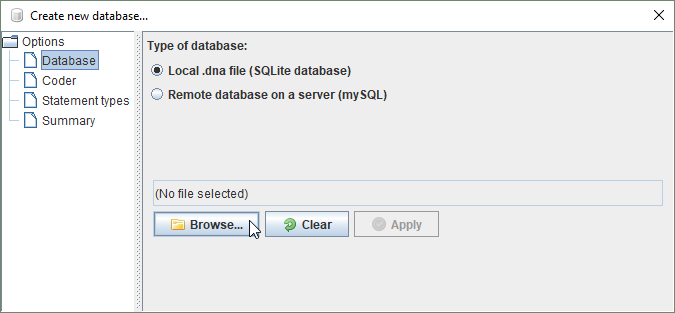 Create new database...
Options
Database
Coder
Statement types
Summary
Type of database:
Local .dna file (SQLite database)
Remote database on a server (mySQL)
(No file selected)
Browse... Clear Apply